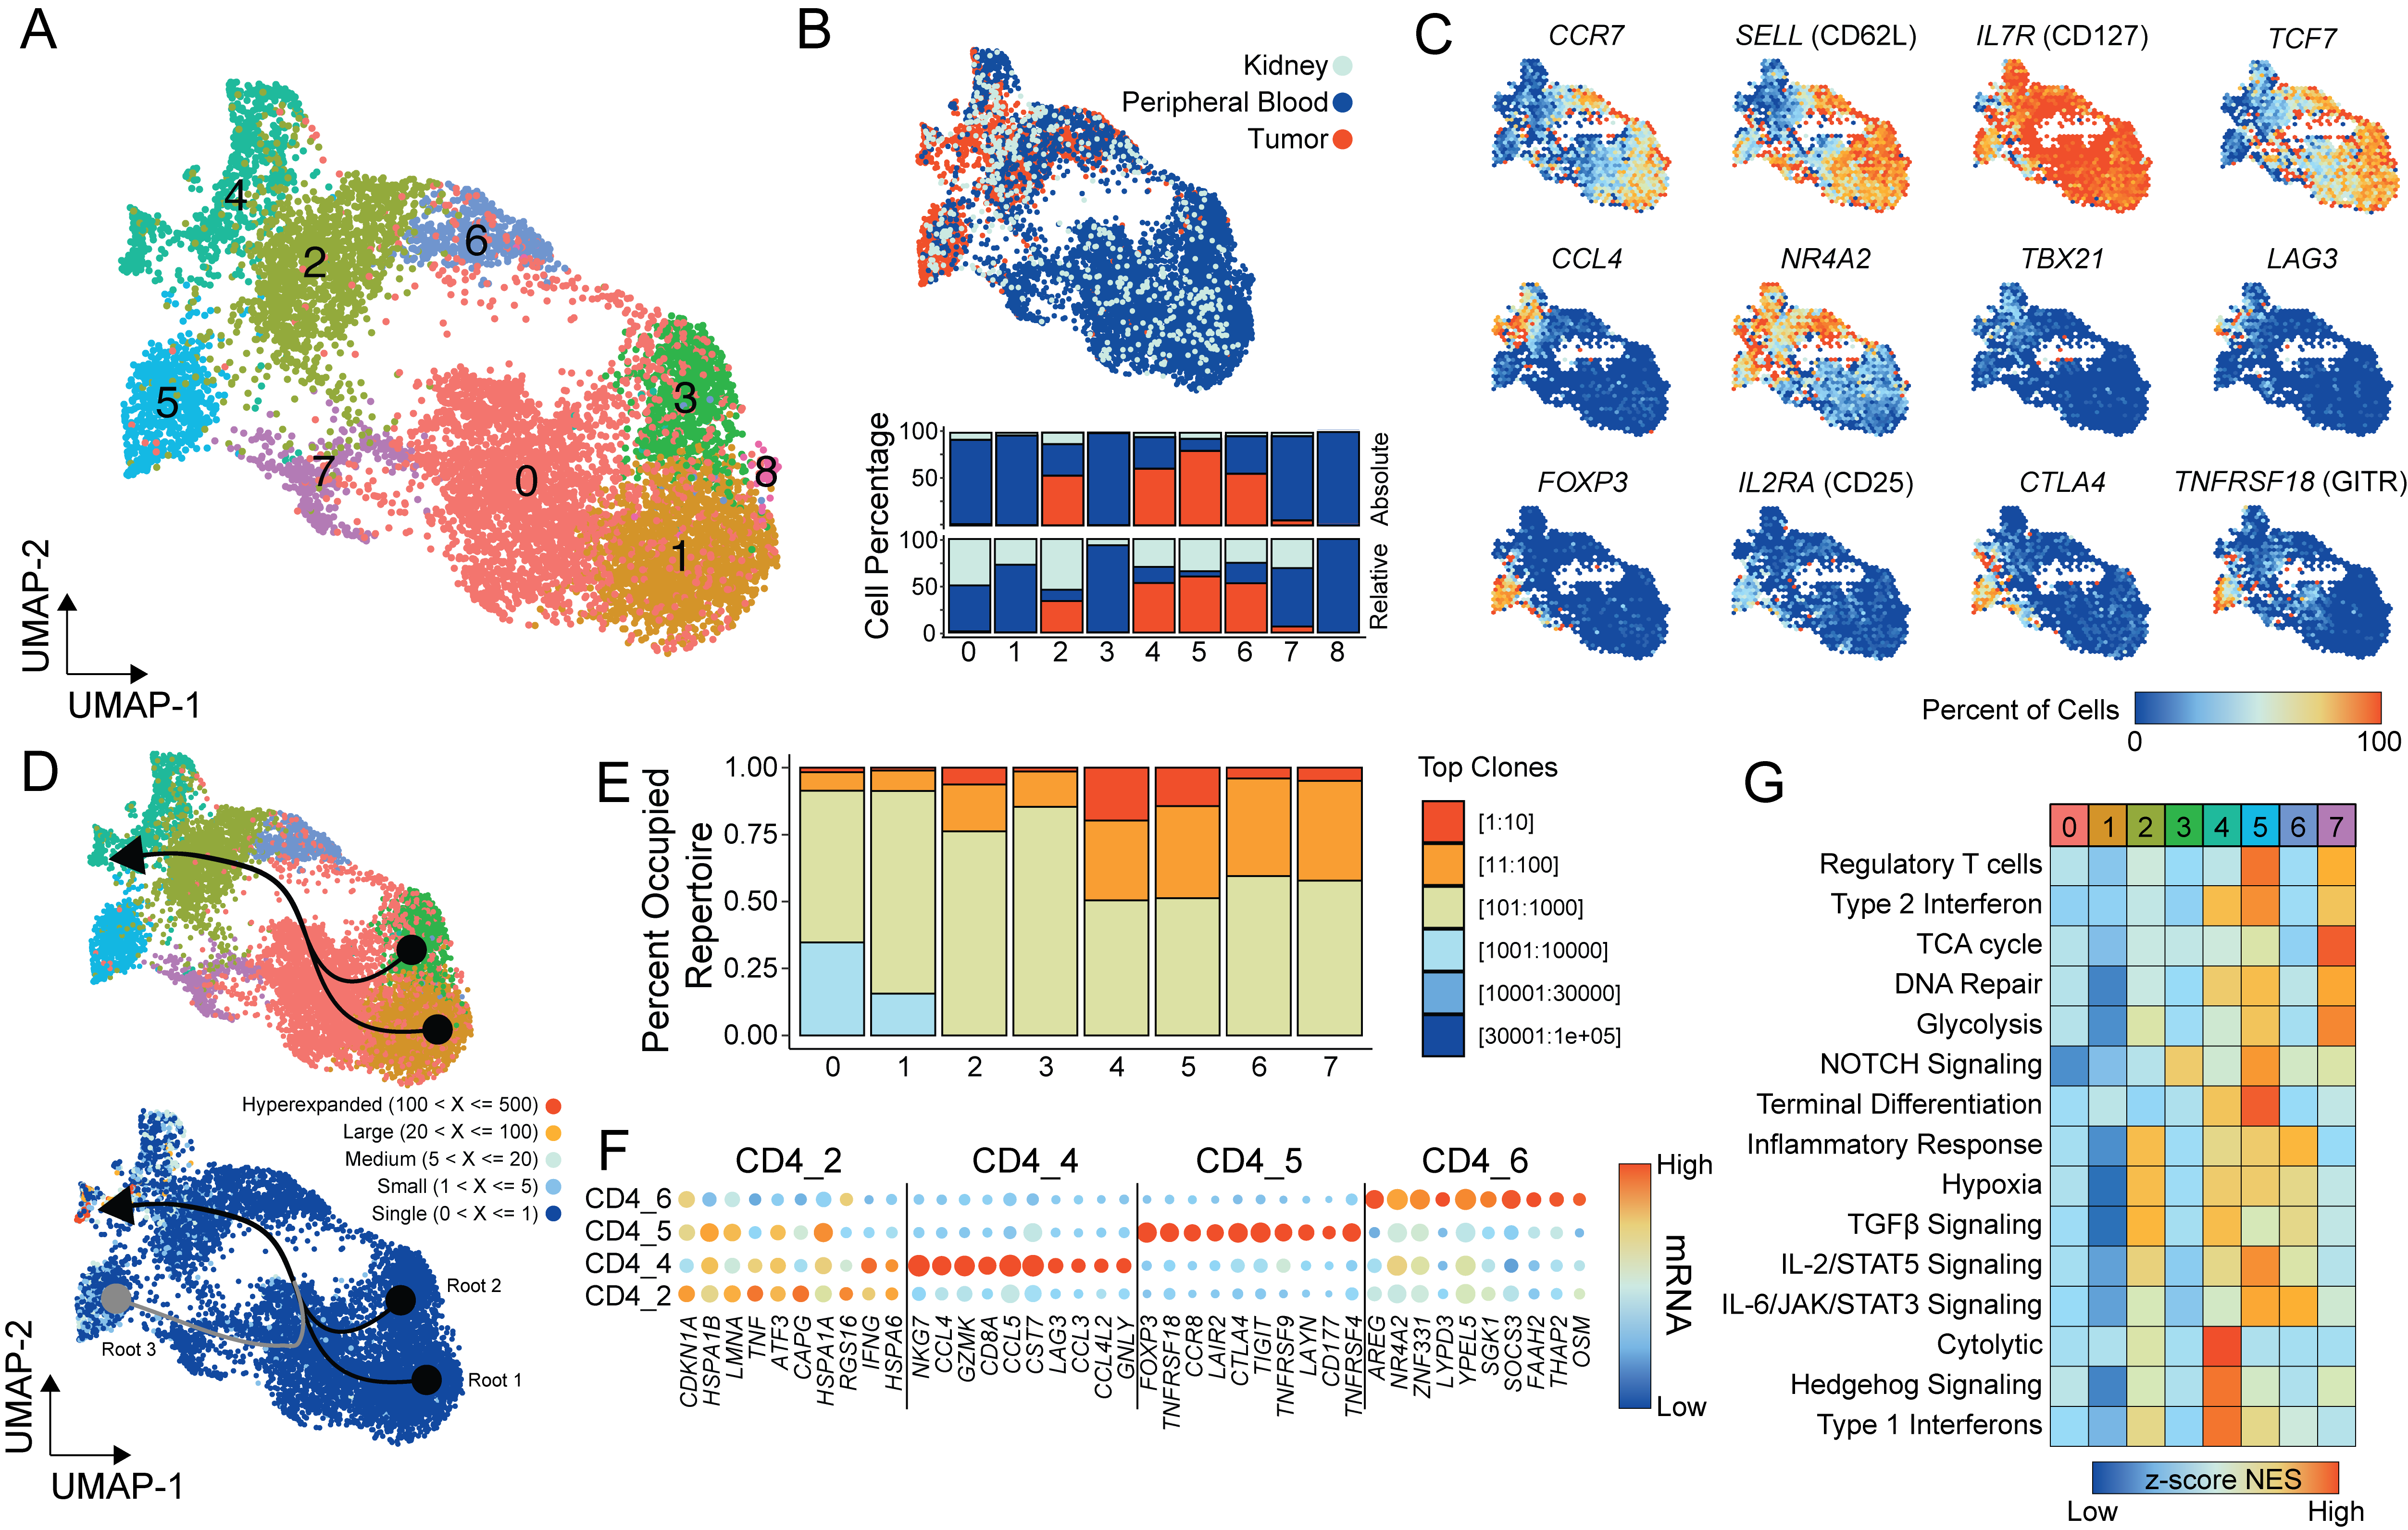 A
4
2
6
5
3
7
0
8
1
UMAP-2
UMAP-1
B
Kidney
Peripheral Blood
Tumor
Cell Percentage
100
50
Absolute
100
50
0
Relative
0 1 2 3 4 5 6 7 8
C
CCR7 SELL (CD62L) IL7R (CD127) TCF7
CCL4 NR4A2 TBX21 LAG3
FOXP3 IL2RA (CD25) CTLA4 TNFRSF18 (GITR)
Percent of Cells
0 100
D
Hyperexpanded (100 < X <= 500)
Large (20 < X <= 100)
Medium (5 < X <= 20)
Small (1 < X <= 5)
Single (0 < X <= 1)
Root 2
Root 3
Root 1
UMAP-2
UMAP-1
E
Percent Occupied
Repertoire
1.00
0.75
0.50
0.25
0.00
0 1 2 3 4 5 6 7
Top Clones
[1:10]
[11:100]
[101:1000]
[1001:10000]
[10001:30000]
[30001:1e+05]
F
CD4_2 CD4_4 CD4_5 CD4_6
CD4_6
CD4_5
CD4_4
CD4_2
CDKN1A
HSPA1B
LMNA
TNF
ATF3
CAPG
HSPA1A
RGS16
IFNG
HSPA6
NKG7
CCL4
GZMK
CD8A
CCL5
CST7
LAG3
CCL3
CCL4L2
GNLY
FOXP3
TNFRSF18
CCR8
LAIR2
CTLA4
TIGIT
TNFRSF9
LAYN
CD177
TNFRSF4
AREG
NR4A2
ZNF331
LYPD3
YPEL5
SGK1
SOCS3
FAAH2
THAP2
OSM
High
mRNA
Low
G
0 1 2 3 4 5 6 7
Regulatory T cells
Type 2 Interferon
TCA cycle
DNA Repair
Glycolysis
NOTCH Signaling
Terminal Differentiation
Inflammatory Response
Hypoxia
TGFβ Signaling
IL-2/STAT5 Signaling
IL-6/JAK/STAT3 Signaling
Cytolytic
Hedgehog Signaling
Type 1 Interferons
z-score NES
Low High